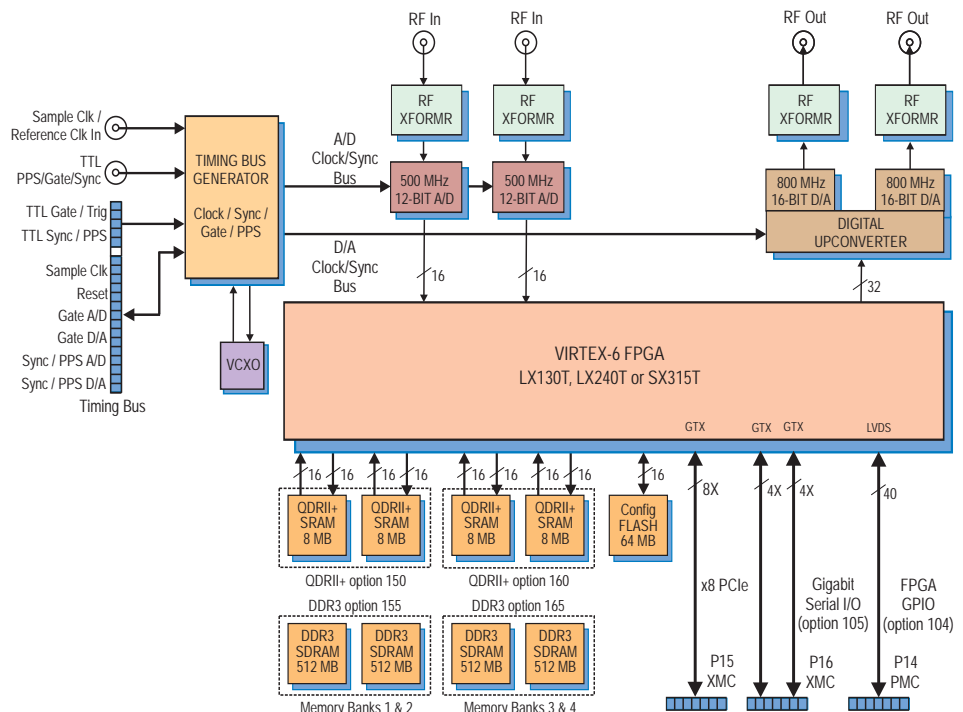 RF In
RF In
RF Out
RF Out
RF
XFORMR
RF
XFORMR
RF
XFORMR
RF
XFORMR
Sample Clk /
Reference Clk In
TTL
PPS/Gate/Sync
TTL Gate / Trig
TTL Sync / PPS
Sample Clk
Reset
Gate A/D
Gate D/A
Sync / PPS A/D
Sync / PPS D/A
Timing Bus
TIMING BUS
GENERATOR
Clock / Sync /
Gate / PPS
VCXO
A/D
Clock/Sync
Bus
D/A
Clock/Sync
Bus
500 MHz
12-BIT A/D
500 MHz
12-BIT A/D
800 MHz
16-BIT D/A
800 MHz
16-BIT D/A
DIGITAL
UPCONVERTER
16
16
32
VIRTEX-6 FPGA
LX130T, LX240T or SX315T
GTX
GTX
GTX
LVDS
16
16
16
16
16
16
16
16
16
8X
4X
4X
40
QDRII+
SRAM
8 MB
QDRII+
SRAM
8 MB
QDRII+
SRAM
8 MB
QDRII+
SRAM
8 MB
Config
FLASH
64 MB
QDRII+ option 150
QDRII+ option 160
DDR3 option 155
DDR3 option 165
DDR3
SDRAM
512 MB
DDR3
SDRAM
512 MB
DDR3
SDRAM
512 MB
DDR3
SDRAM
512 MB
Memory Banks 1 & 2
Memory Banks 3 & 4
x8 PCIe
Gigabit
Serial I/O
(option 105)
FPGA
GPIO
(option 104)
P15
XMC
P16
XMC
P14
PMC